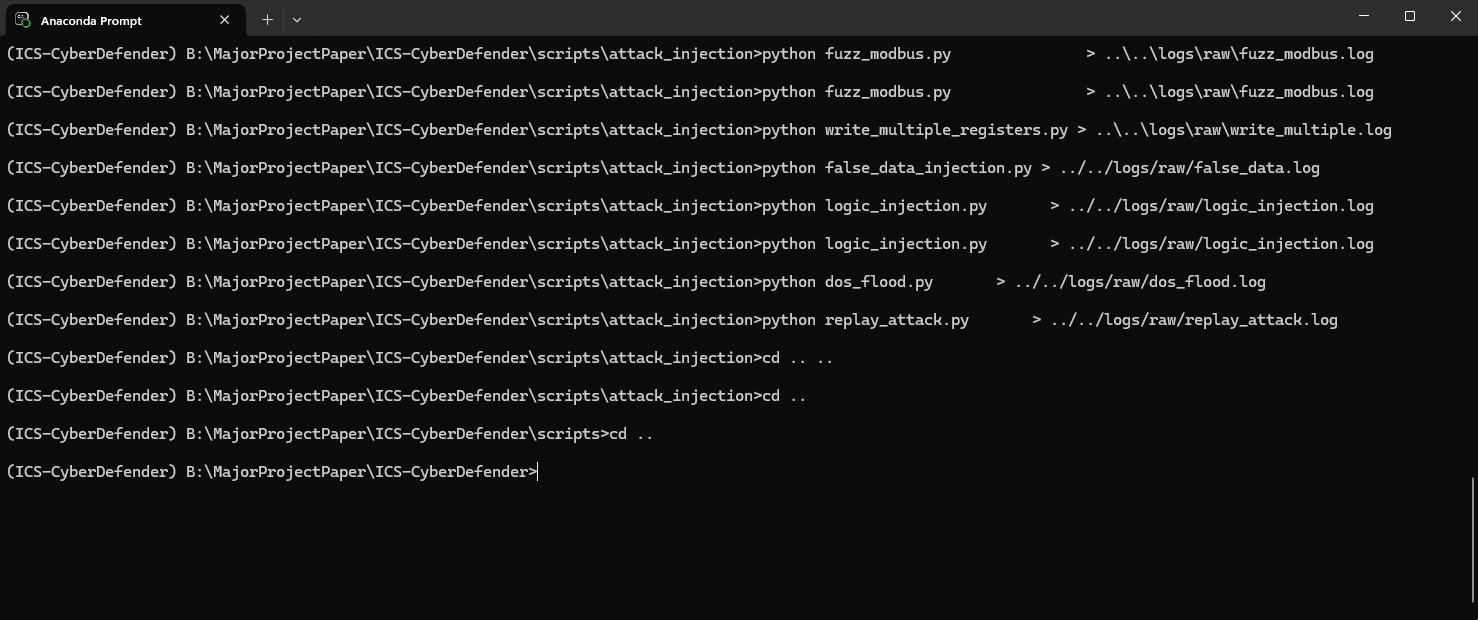 Anaconda Prompt
(ICS-CyberDefender) B:\MajorProjectPaper\ICS-CyberDefender\scripts\attack_injection>python fuzz_modbus.py               > ..\..\logs\raw\fuzz_modbus.log
(ICS-CyberDefender) B:\MajorProjectPaper\ICS-CyberDefender\scripts\attack_injection>python fuzz_modbus.py               > ..\..\logs\raw\fuzz_modbus.log
(ICS-CyberDefender) B:\MajorProjectPaper\ICS-CyberDefender\scripts\attack_injection>python write_multiple_registers.py > ..\..\logs\raw\write_multiple.log
(ICS-CyberDefender) B:\MajorProjectPaper\ICS-CyberDefender\scripts\attack_injection>python false_data_injection.py > ../../logs/raw/false_data.log
(ICS-CyberDefender) B:\MajorProjectPaper\ICS-CyberDefender\scripts\attack_injection>python logic_injection.py       > ../../logs/raw/logic_injection.log
(ICS-CyberDefender) B:\MajorProjectPaper\ICS-CyberDefender\scripts\attack_injection>python logic_injection.py       > ../../logs/raw/logic_injection.log
(ICS-CyberDefender) B:\MajorProjectPaper\ICS-CyberDefender\scripts\attack_injection>python dos_flood.py       > ../../logs/raw/dos_flood.log
(ICS-CyberDefender) B:\MajorProjectPaper\ICS-CyberDefender\scripts\attack_injection>python replay_attack.py       > ../../logs/raw/replay_attack.log
(ICS-CyberDefender) B:\MajorProjectPaper\ICS-CyberDefender\scripts\attack_injection>cd .. ..
(ICS-CyberDefender) B:\MajorProjectPaper\ICS-CyberDefender\scripts\attack_injection>cd ..
(ICS-CyberDefender) B:\MajorProjectPaper\ICS-CyberDefender\scripts>cd ..
(ICS-CyberDefender) B:\MajorProjectPaper\ICS-CyberDefender>